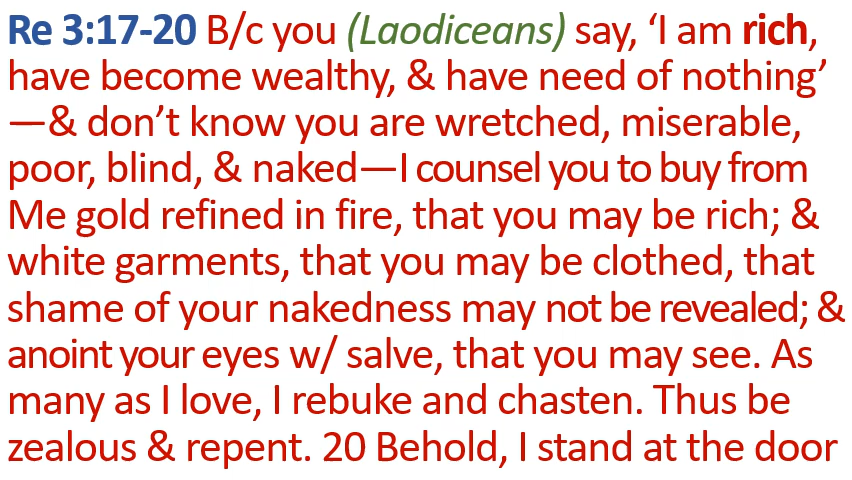 Re 3:17-20 B/c you (Laodiceans) say, ‘I am rich,
have become wealthy, & have need of nothing’
—& don’t know you are wretched, miserable,
poor, blind, & naked—I counsel you to buy from
Me gold refined in fire, that you may be rich; &
white garments, that you may be clothed, that
shame of your nakedness may not be revealed; &
anoint your eyes w/ salve, that you may see. As
many as I love, I rebuke and chasten. Thus be
zealous & repent. 20 Behold, I stand at the door